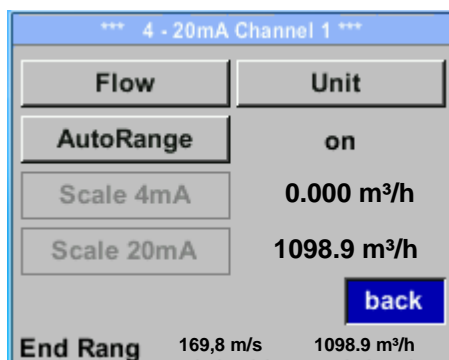 *** 4 - 20mA Channel 1 ***
Flow Unit
AutoRange on
Scale 4mA 0.000 m³/h
Scale 20mA 1098.9 m³/h
back
End Rang 169,8 m/s 1098.9 m³/h